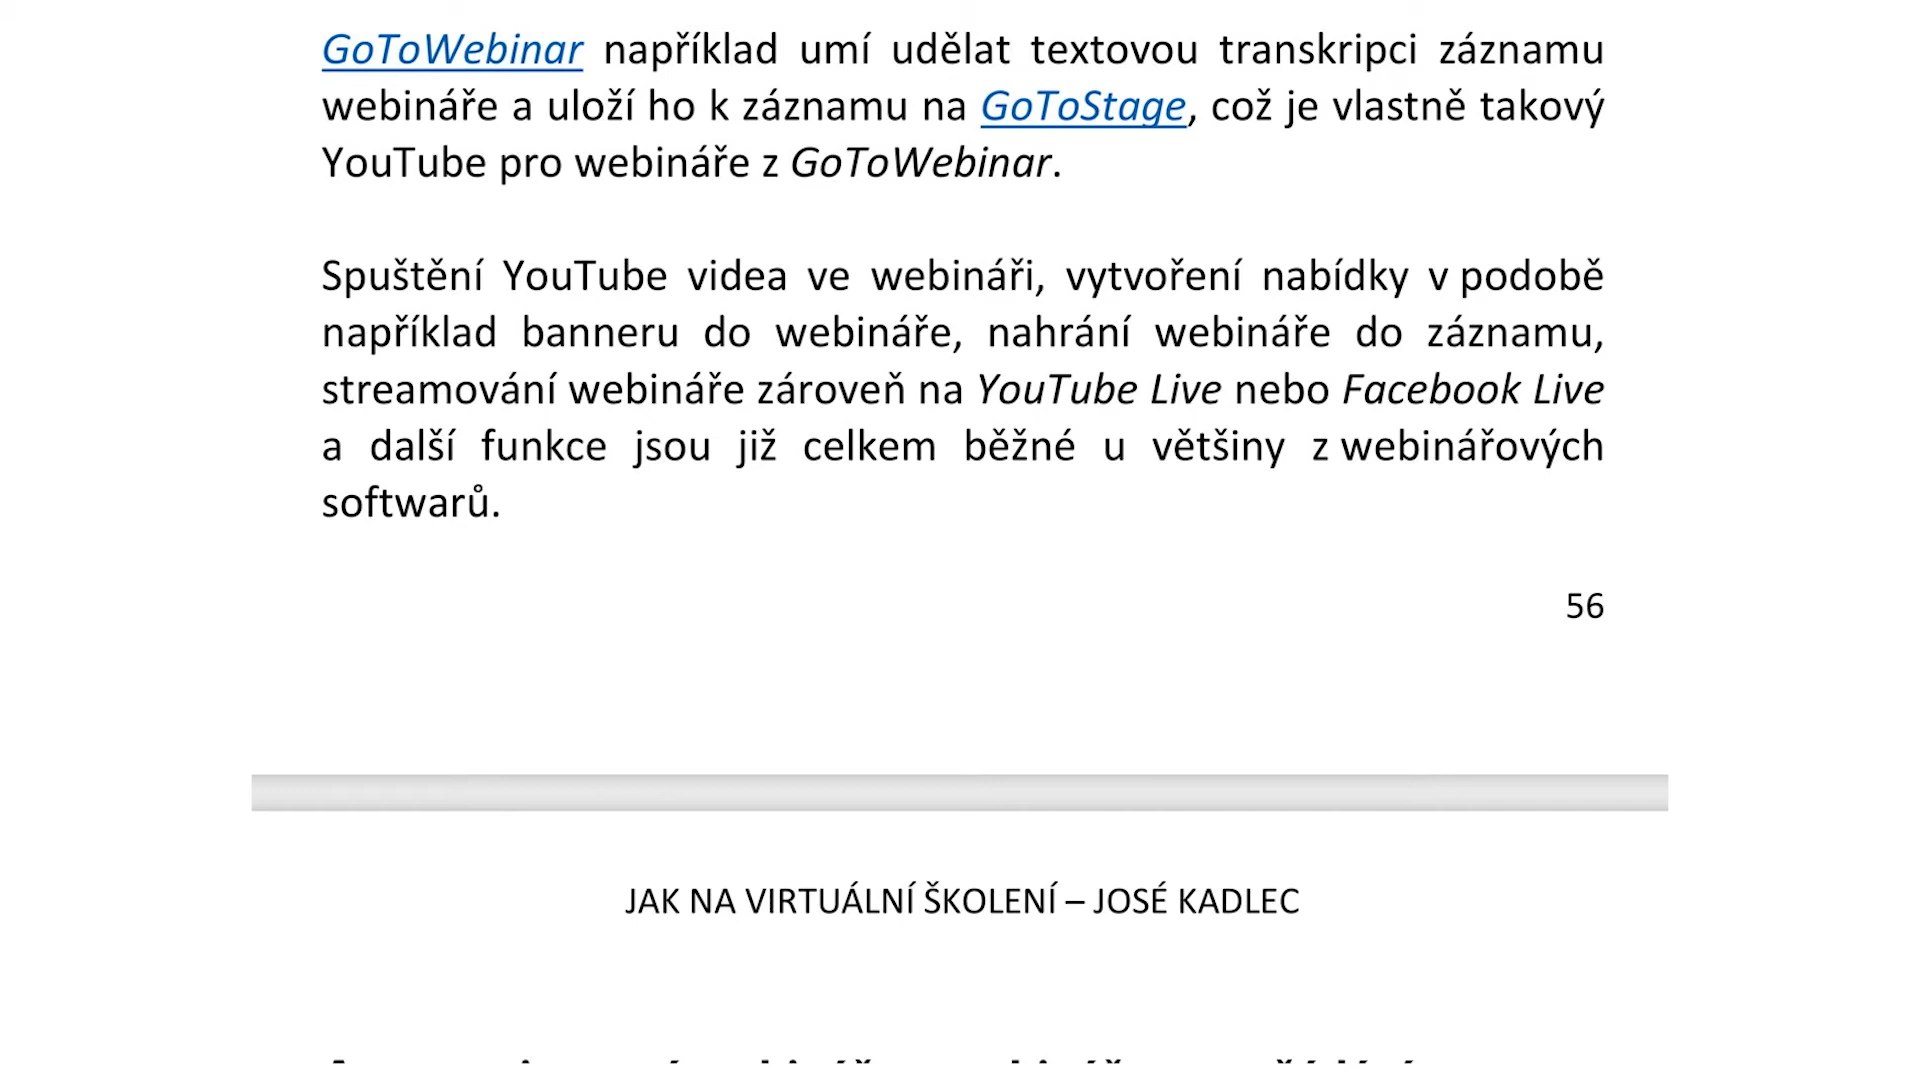 GoToWebinar například umí udělat textovou transkripci záznamu
webináře a uloží ho k záznamu na GoToStage, což je vlastně takový
YouTube pro webináře z GoToWebinar.
Spuštění YouTube videa ve webináři, vytvoření nabídky v podobě
například banneru do webináře, nahrání webináře do záznamu,
streamování webináře zároveň na YouTube Live nebo Facebook Live
a další funkce jsou již celkem běžné u většiny z webinářových
softwarů.
56
JAK NA VIRTUÁLNÍ ŠKOLENÍ – JOSÉ KADLEC